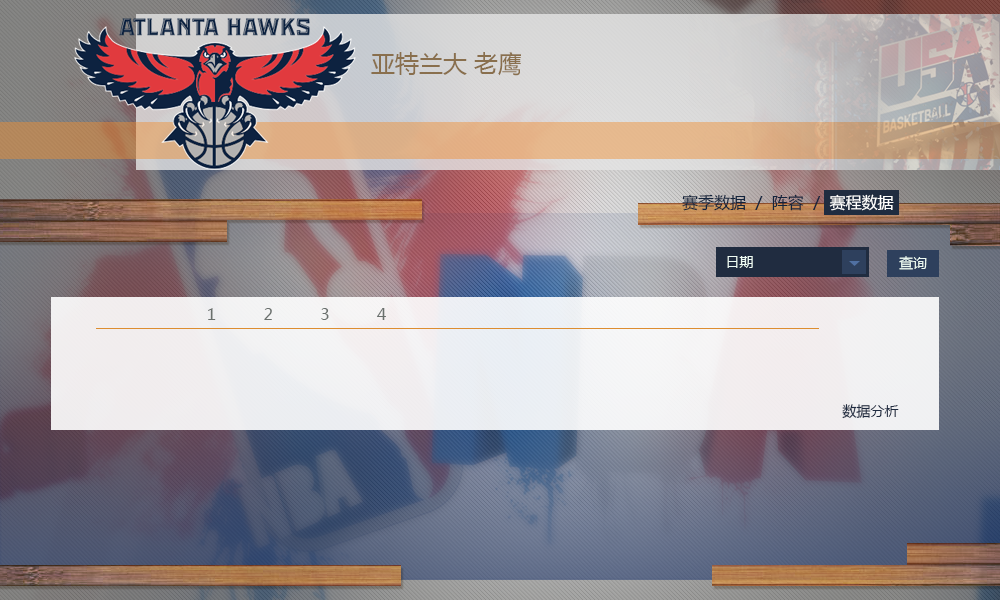 ATLANTA HAWKS
亚特兰大 老鹰
USA
BASKETBALL
赛季数据 / 阵容 / 赛程数据
日期
查询
1 2 3 4
数据分析
NBA
NBA